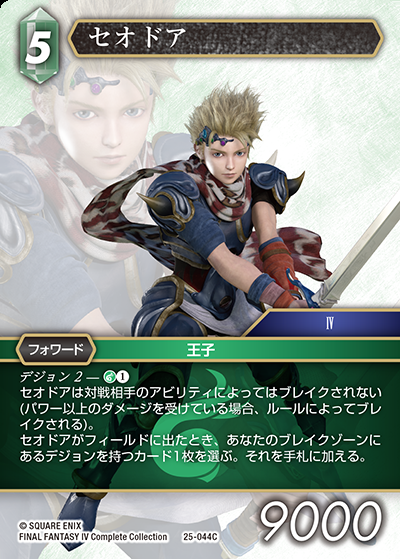 5
セオドア
Ⅳ
フォワード
王子
デジョン 2 ― 1
セオドアは対戦相手のアビリティによってはブレイクされない
(パワー以上のダメージを受けている場合、ルールによってブレ
イクされる)。
セオドアがフィールドに出たとき、あなたのブレイクゾーンに
あるデジョンを持つカード1枚を選ぶ。それを手札に加える。
© SQUARE ENIX
FINAL FANTASY IV Complete Collection
25-044C
9000